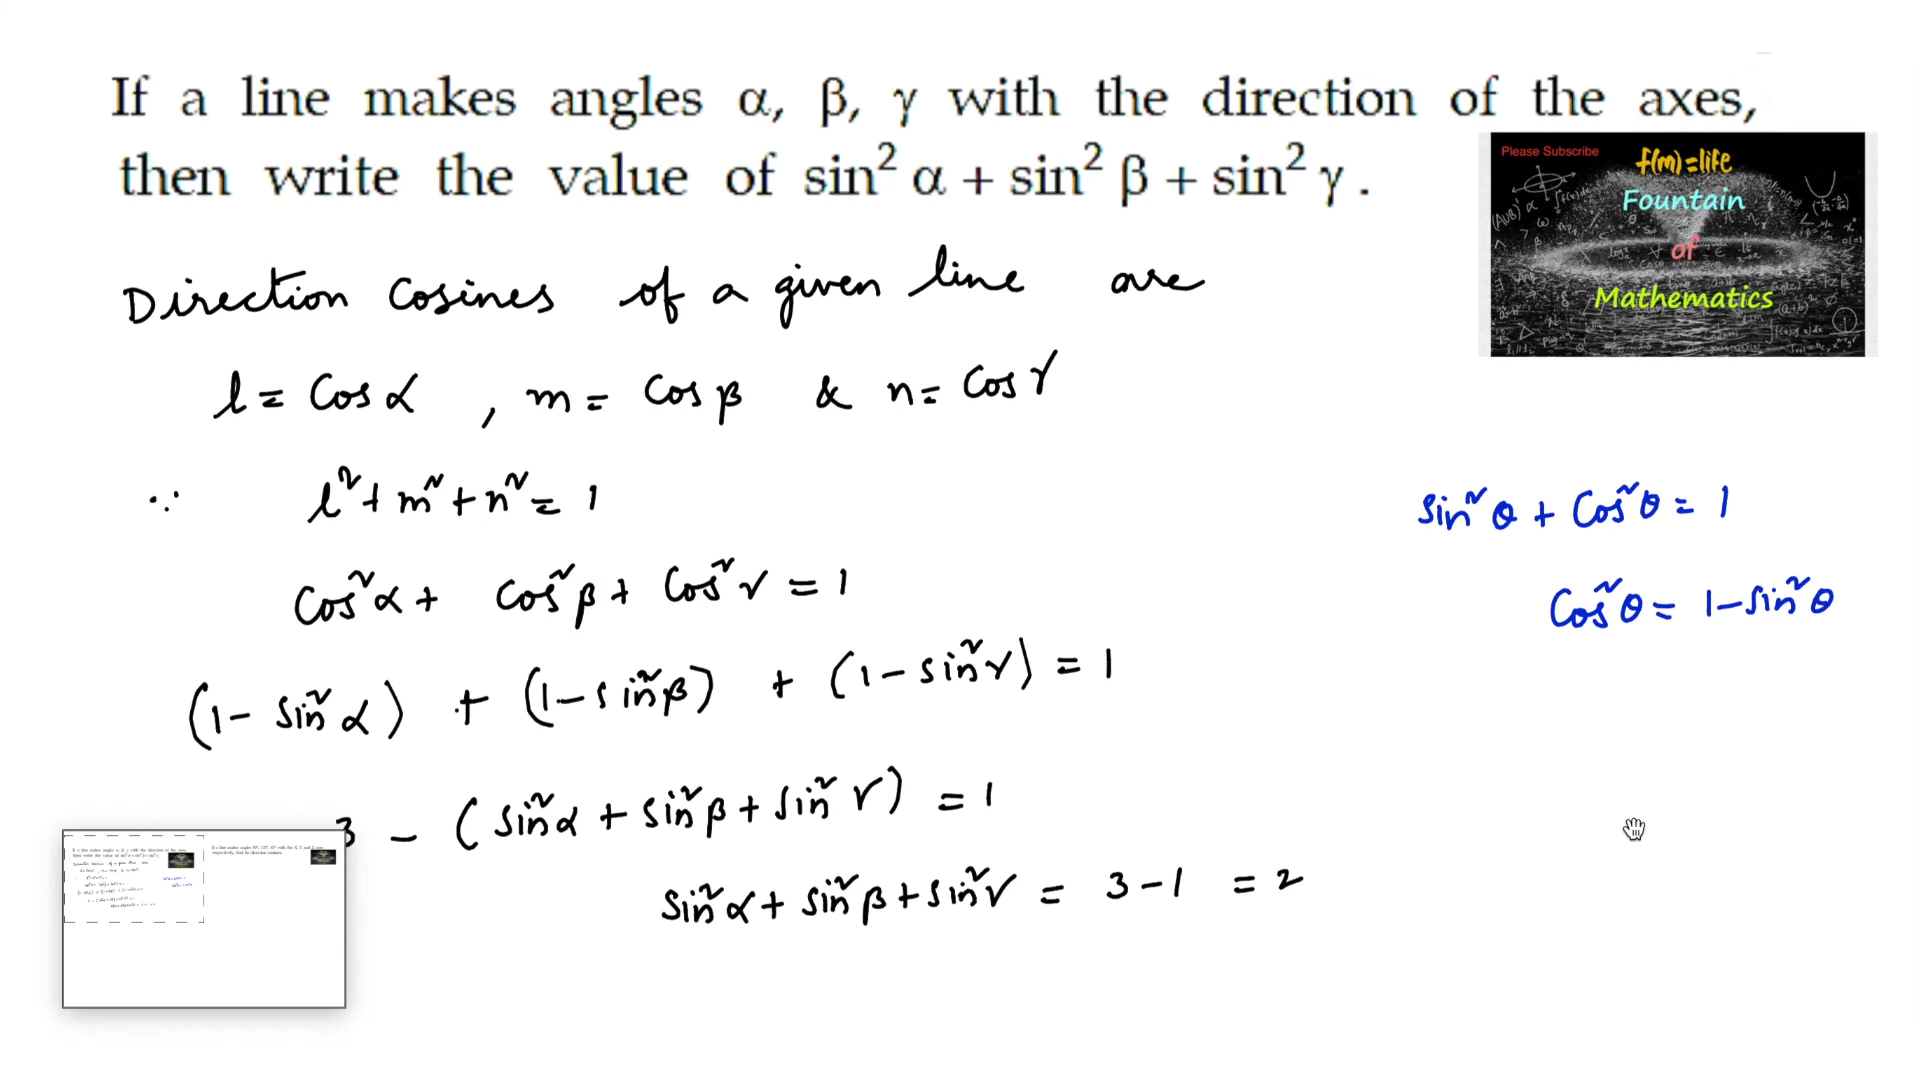 If a line makes angles α, β, γ with the direction of the axes,
then write the value of sin² α + sin² β + sin² γ .
Please Subscribe
f(m)=life
Fountain
of
Mathematics
Direction Cosines of a given line are
l = Cos α , m = Cos β & n = Cos γ
∵ l² + m² + n² = 1
Cos²α + Cos²β + Cos²γ = 1
(1 - Sin²α) + (1 - Sin²β) + (1 - Sin²γ) = 1
3 - (Sin²α + Sin²β + Sin²γ) = 1
Sin²α + Sin²β + Sin²γ = 3 - 1 = 2
Sin²θ + Cos²θ = 1
Cos²θ = 1 - Sin²θ